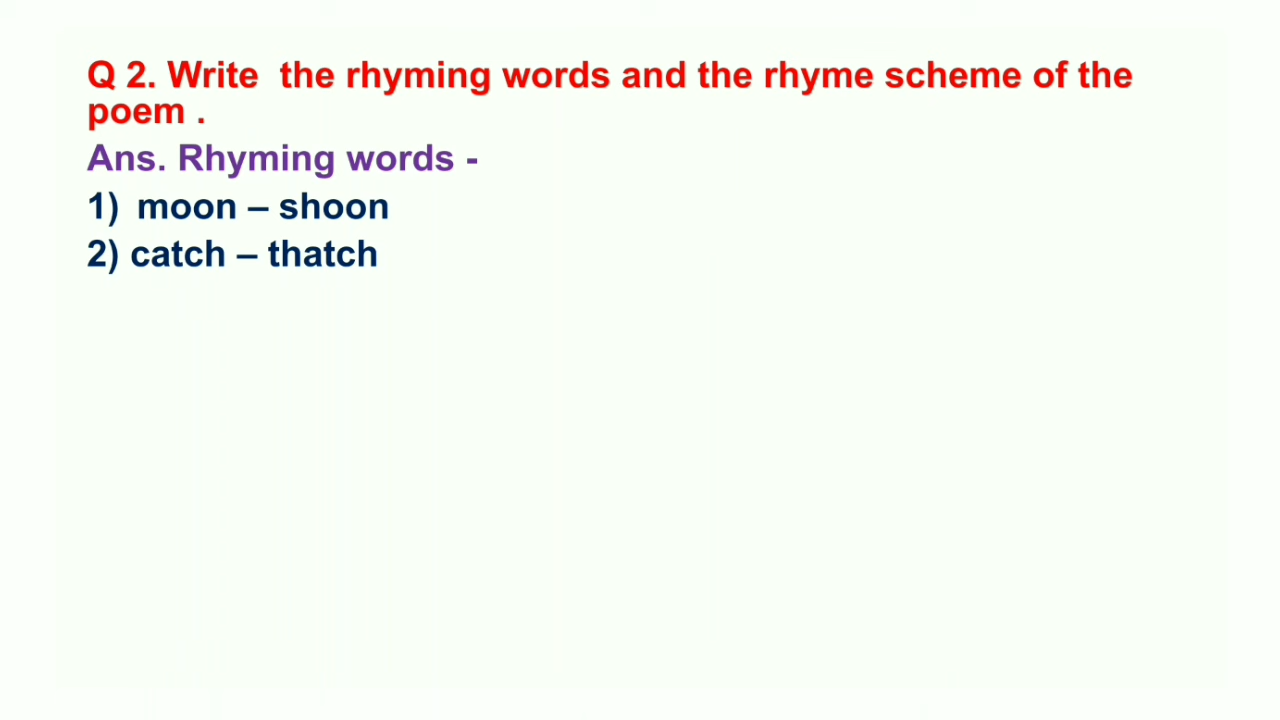 Q 2. Write  the rhyming words and the rhyme scheme of the
poem .
Ans. Rhyming words -
1)  moon – shoon
2) catch – thatch